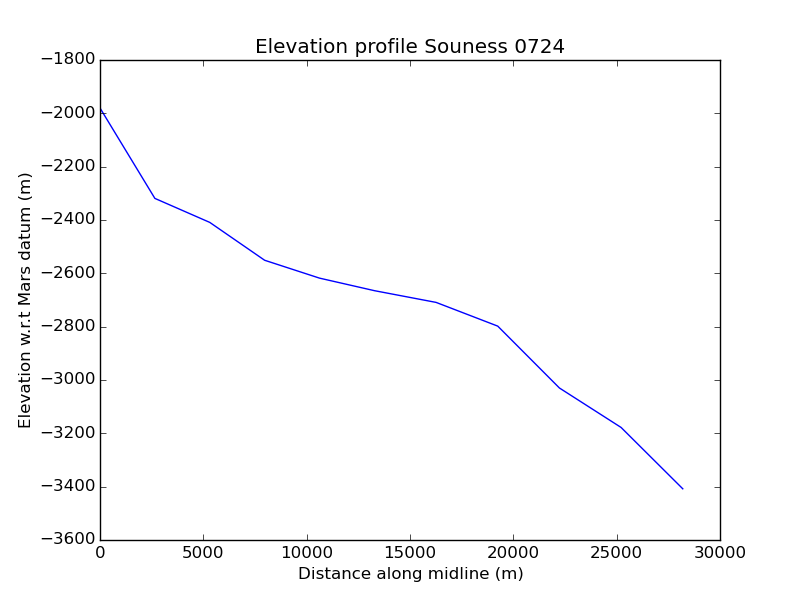 Elevation profile Souness 0724
Elevation w.r.t Mars datum (m)
−1800
−2000
−2200
−2400
−2600
−2800
−3000
−3200
−3400
−3600
0 5000 10000 15000 20000 25000 30000
Distance along midline (m)